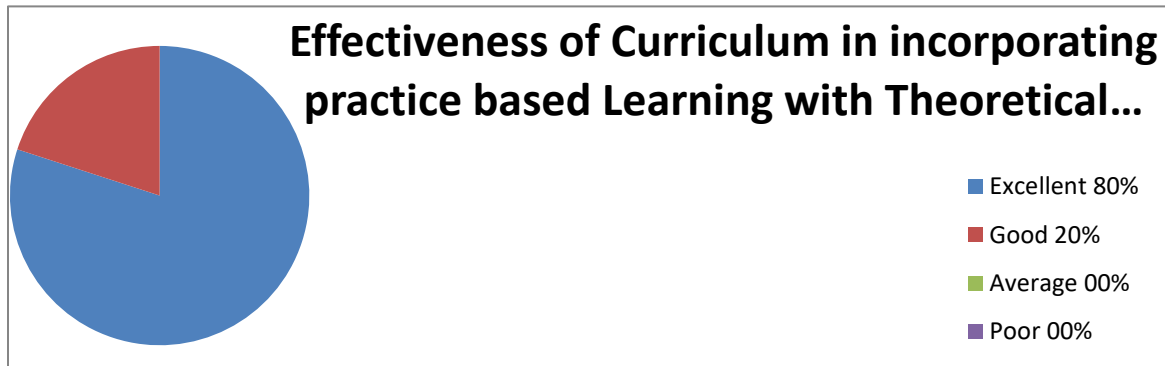 Effectiveness of Curriculum in incorporating
practice based Learning with Theoretical…
Excellent 80%
Good 20%
Average 00%
Poor 00%